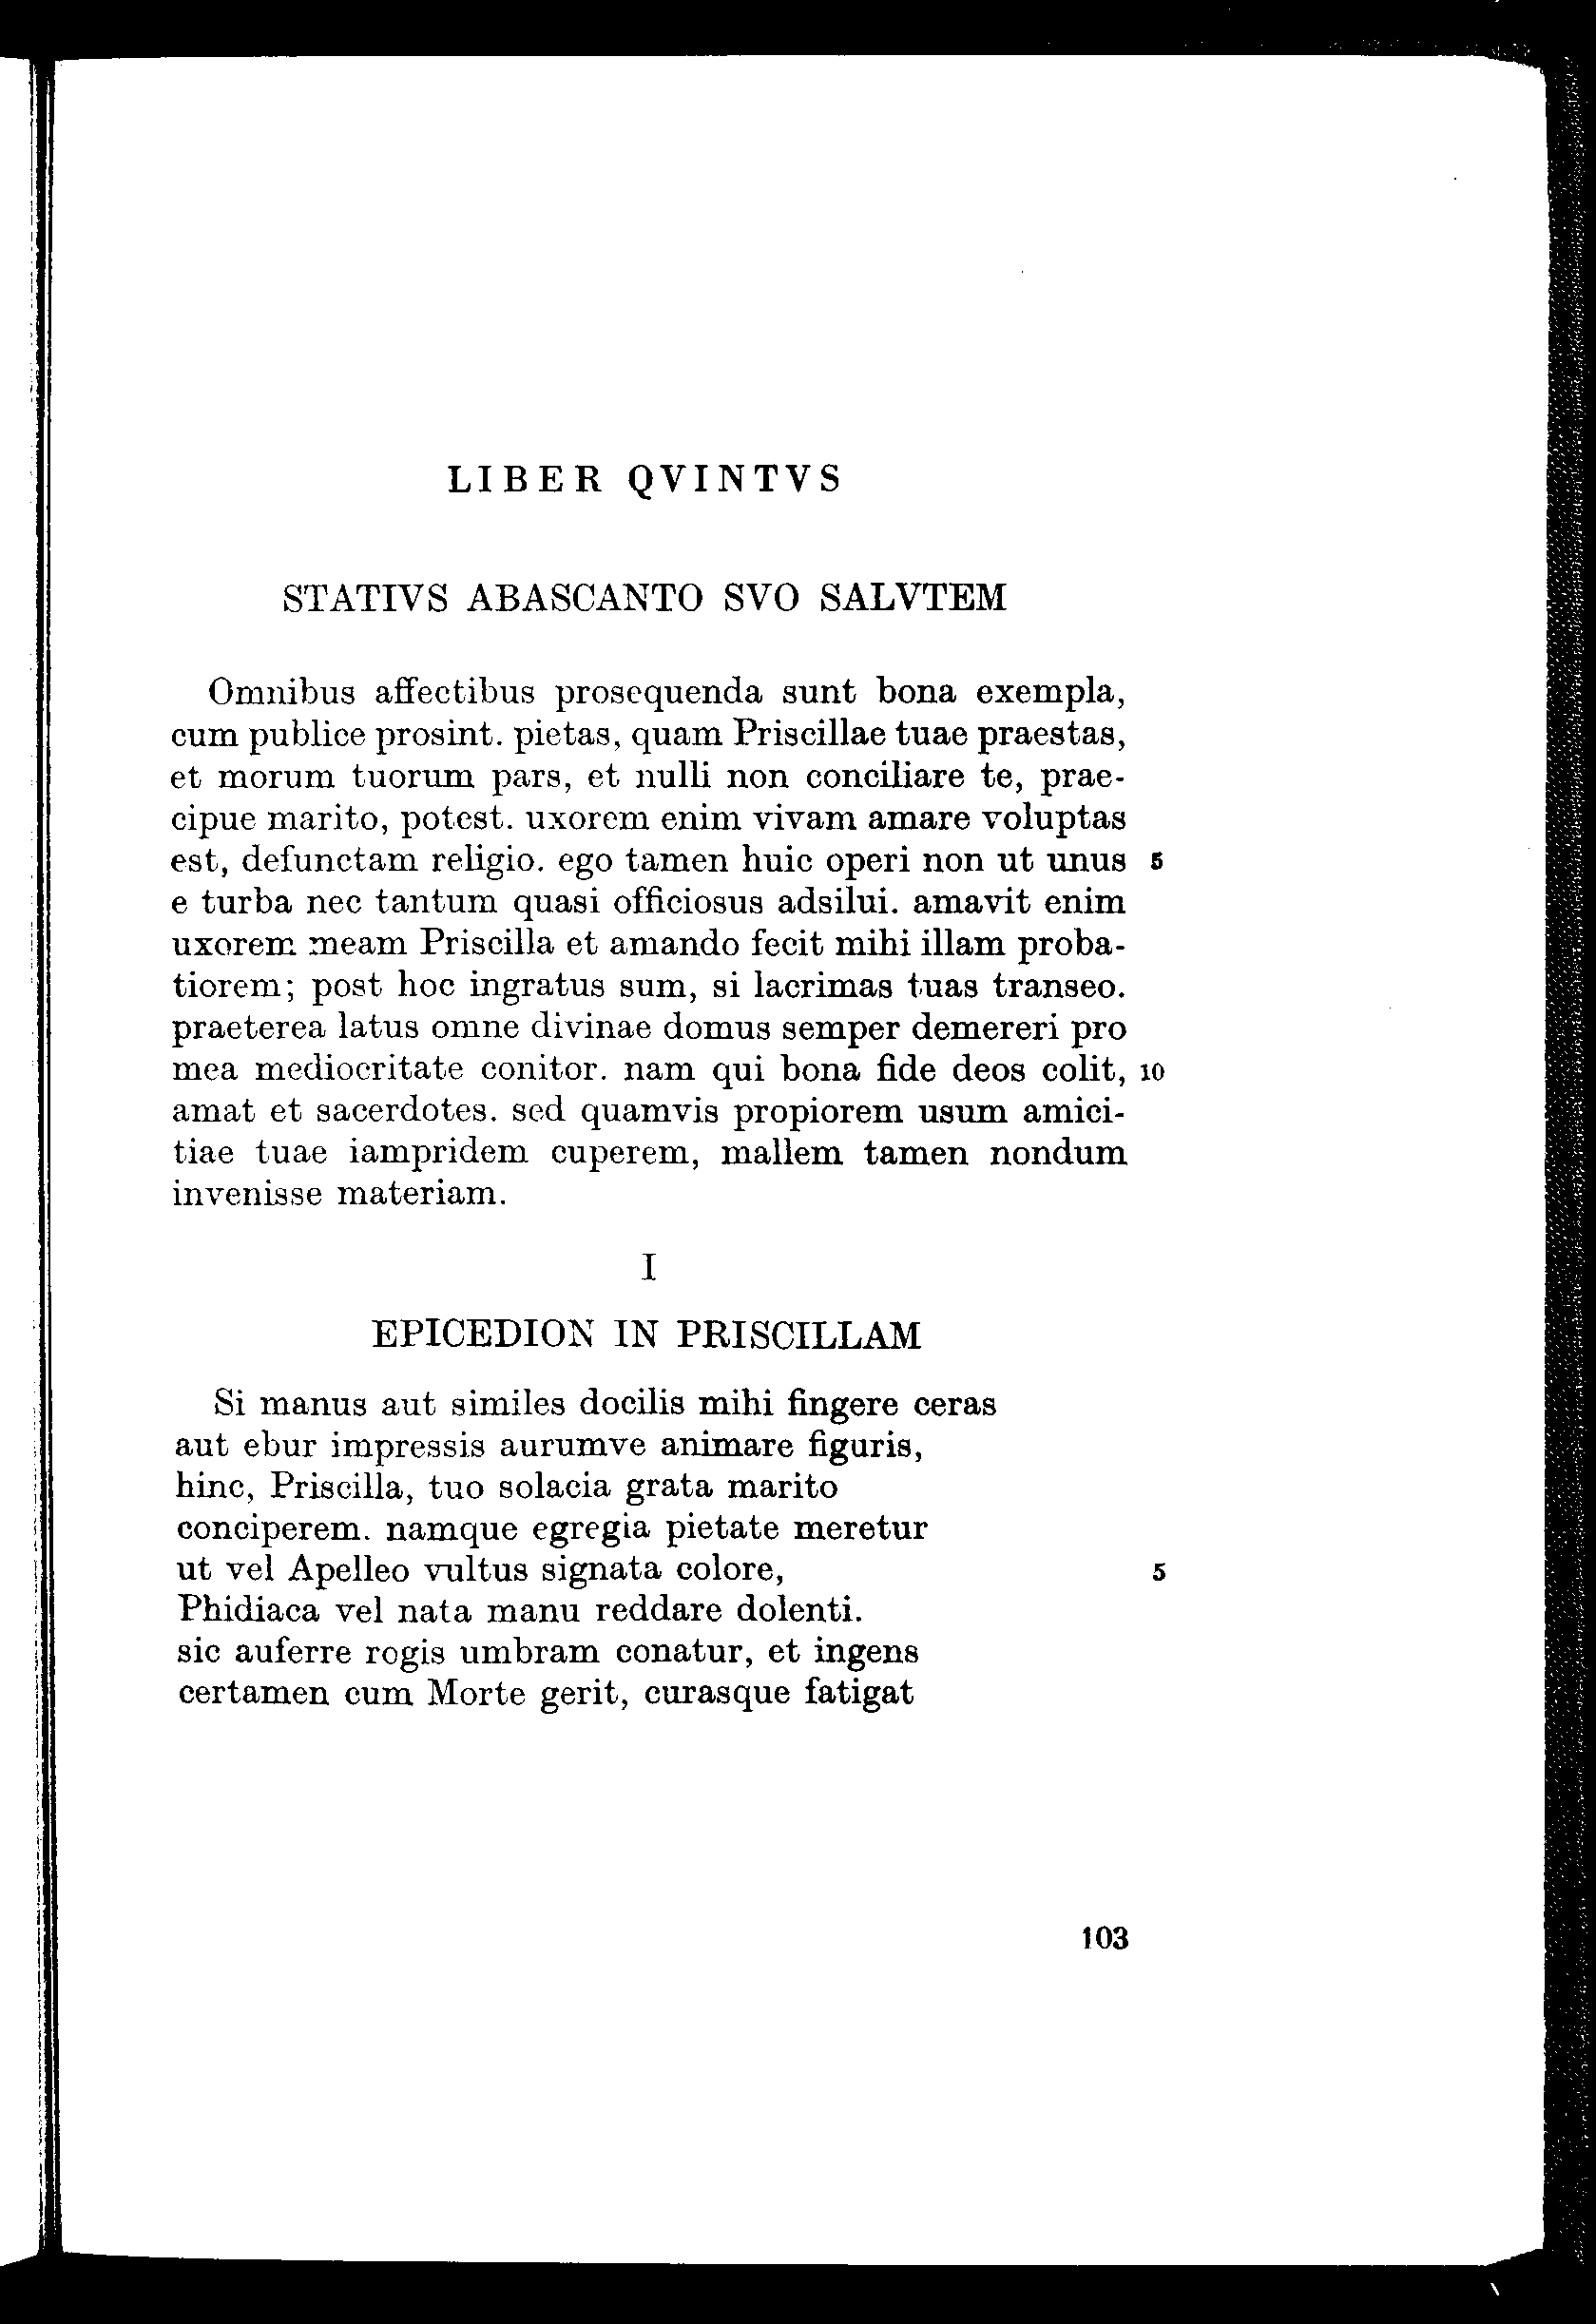 LIBER QVINTVS
STATIVS ABASCANTO SVO SALVTEM
Omnibus affectibus prosequenda sunt bona exempla,
cum publice prosint. pietas, quam Priscillae tuae praestas,
et morum tuorum pars, et nulli non conciliare te, prae-
cipue marito, potest. uxorem enim vivam amare voluptas
est, defunctam religio. ego tamen huic operi non ut unus 5
e turba nec tantum quasi officiosus adsilui. amavit enim
uxorem meam Priscilla et amando fecit mihi illam proba-
tiorem; post hoc ingratus sum, si lacrimas tuas transeo.
praeterea latus omne divinae domus semper demereri pro
mea mediocritate conitor. nam qui bona fide deos colit, 10
amat et sacerdotes. sed quamvis propiorem usum amici-
tiae tuae iampridem cuperem, mallem tamen nondum
invenisse materiam.
I
EPICEDION IN PRISCILLAM
Si manus aut similes docilis mihi fingere ceras
aut ebur impressis aurumve animare figuris,
hinc, Priscilla, tuo solacia grata marito
conciperem. namque egregia pietate meretur
ut vel Apelleo vultus signata colore, 5
Phidiaca vel nata manu reddare dolenti.
sic auferre rogis umbram conatur, et ingens
certamen cum Morte gerit, curasque fatigat
103